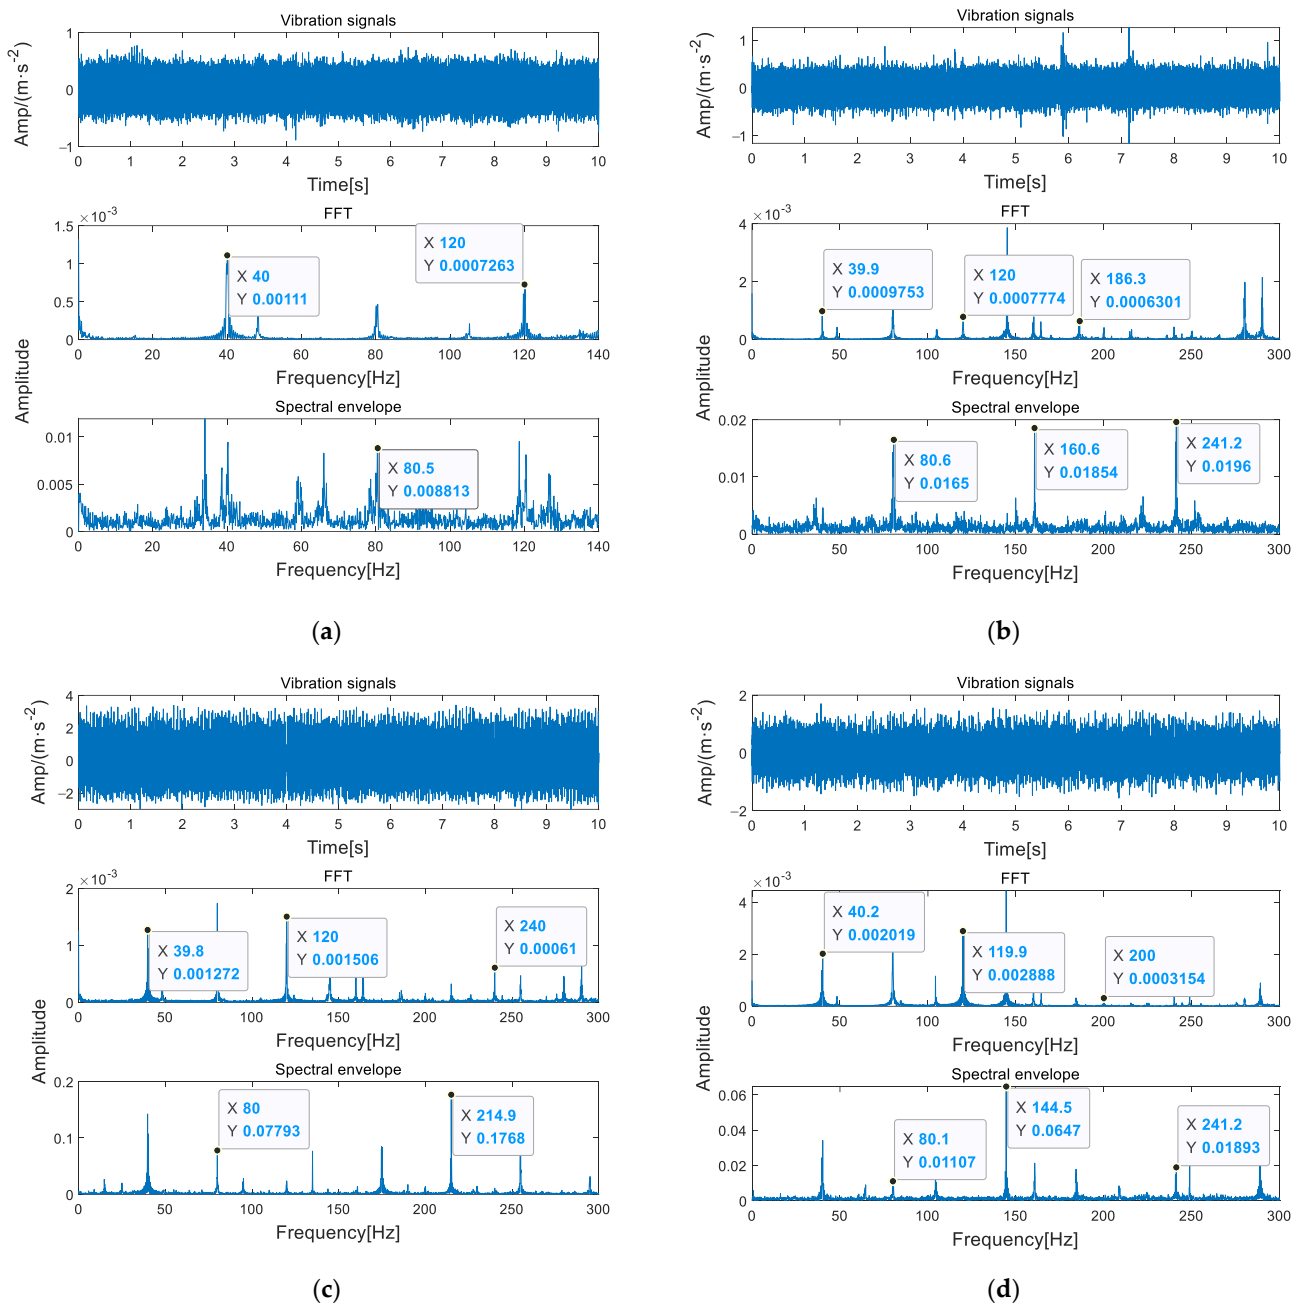 Vibration signals
1
0
−1
Amp/(m·s-2)
0 1 2 3 4 5 6 7 8 9 10
Time[s]
×10-3
FFT
1.5
1
0.5
0
X 40
Y 0.00111
X 120
Y 0.0007263
0 20 40 60 80 100 120 140
Frequency[Hz]
Amplitude
Spectral envelope
0.01
0.005
0
X 80.5
Y 0.008813
0 20 40 60 80 100 120 140
Frequency[Hz]
(a)
Vibration signals
1
0
−1
Amp/(m·s-2)
0 1 2 3 4 5 6 7 8 9 10
Time[s]
×10-3
FFT
4
2
0
X 39.9
Y 0.0009753
X 120
Y 0.0007774
X 186.3
Y 0.0006301
0 50 100 150 200 250 300
Frequency[Hz]
Amplitude
Spectral envelope
0.02
0.01
0
X 80.6
Y 0.0165
X 160.6
Y 0.01854
X 241.2
Y 0.0196
0 50 100 150 200 250 300
Frequency[Hz]
(b)
Vibration signals
4
2
0
−2
Amp/(m·s-2)
0 1 2 3 4 5 6 7 8 9 10
Time[s]
×10-3
FFT
2
1
0
X 39.8
Y 0.001272
X 120
Y 0.001506
X 240
Y 0.00061
0 50 100 150 200 250 300
Frequency[Hz]
Amplitude
Spectral envelope
0.2
0.1
0
X 80
Y 0.07793
X 214.9
Y 0.1768
0 50 100 150 200 250 300
Frequency[Hz]
(c)
Vibration signals
2
0
−2
Amp/(m·s-2)
0 1 2 3 4 5 6 7 8 9 10
Time[s]
×10-3
FFT
4
2
0
X 40.2
Y 0.002019
X 119.9
Y 0.002888
X 200
Y 0.0003154
0 50 100 150 200 250 300
Frequency[Hz]
Amplitude
Spectral envelope
0.06
0.04
0.02
0
X 80.1
Y 0.01107
X 144.5
Y 0.0647
X 241.2
Y 0.01893
0 50 100 150 200 250 300
Frequency[Hz]
(d)